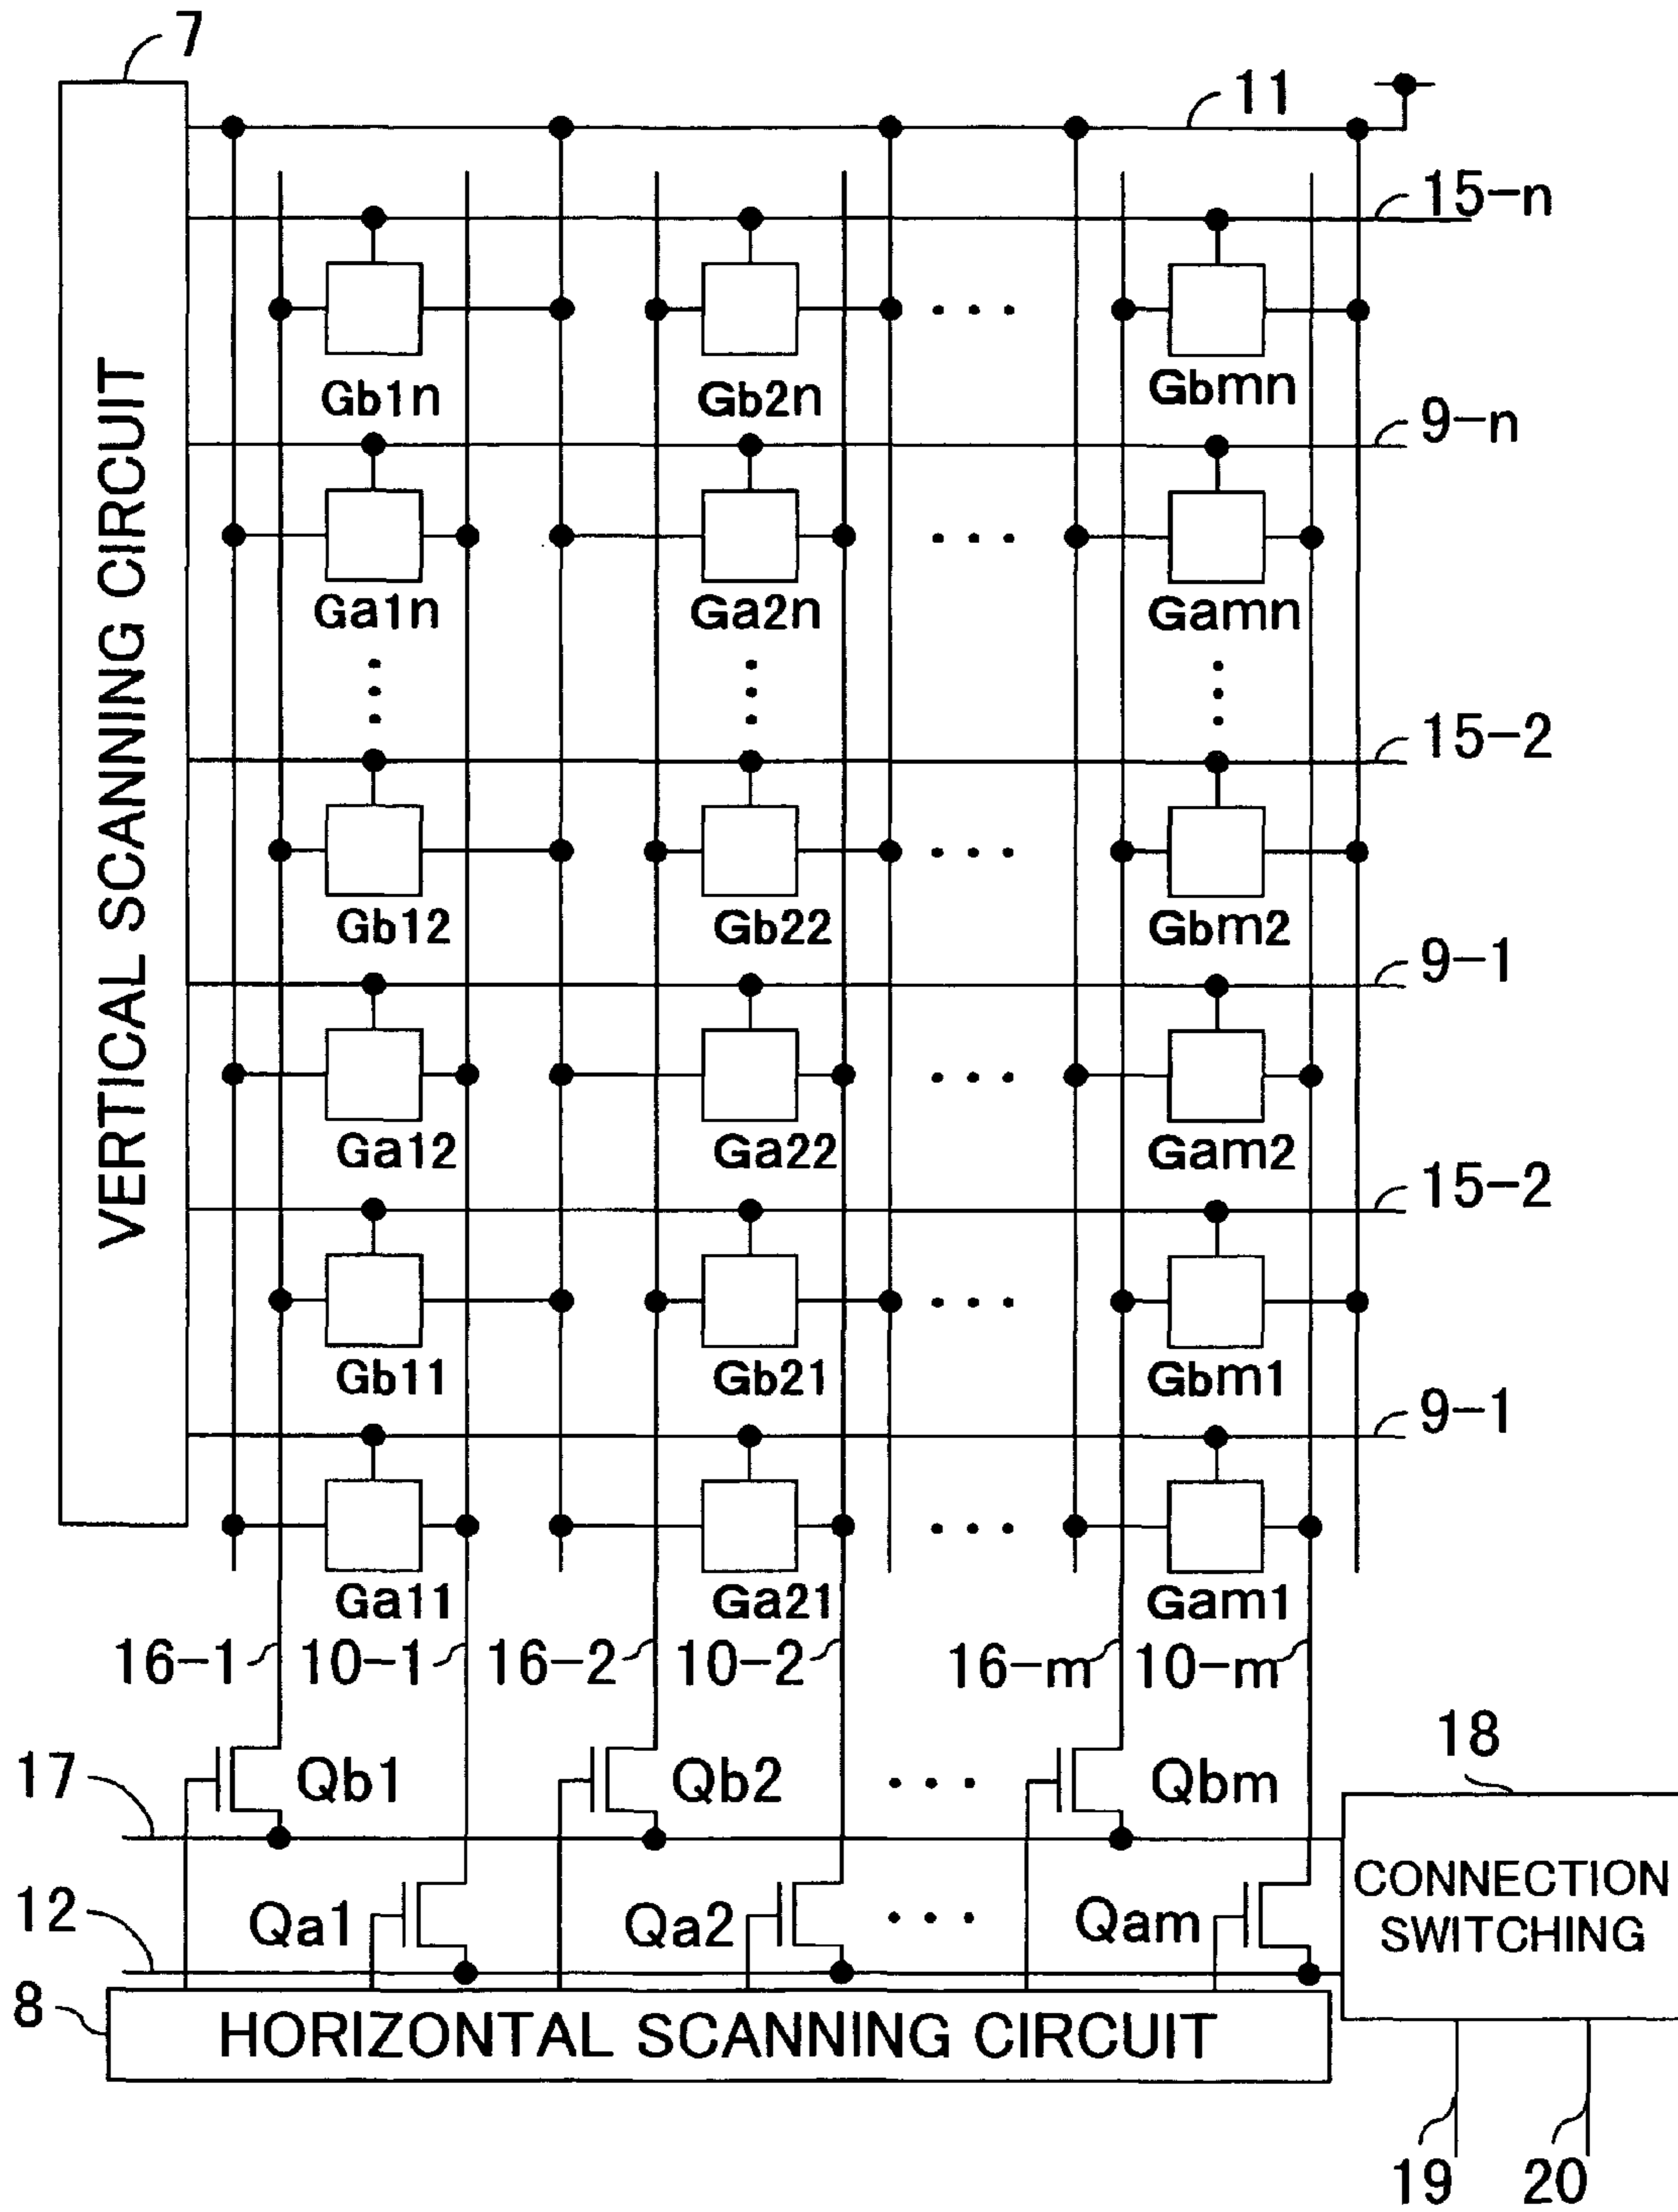 7
11
15-n
Gb1n Gb2n Gbmn
9-n
Ga1n Ga2n Gamn
15-2
Gb12 Gb22 Gbm2
9-1
Ga12 Ga22 Gam2
15-2
Gb11 Gb21 Gbm1
9-1
Ga11 Ga21 Gam1
VERTICAL SCANNING CIRCUIT
16-1 10-1 16-2 10-2 16-m 10-m
18
17 Qb1 Qb2 Qbm
CONNECTION
SWITCHING
12 Qa1 Qa2 Qam
8 HORIZONTAL SCANNING CIRCUIT
19 20